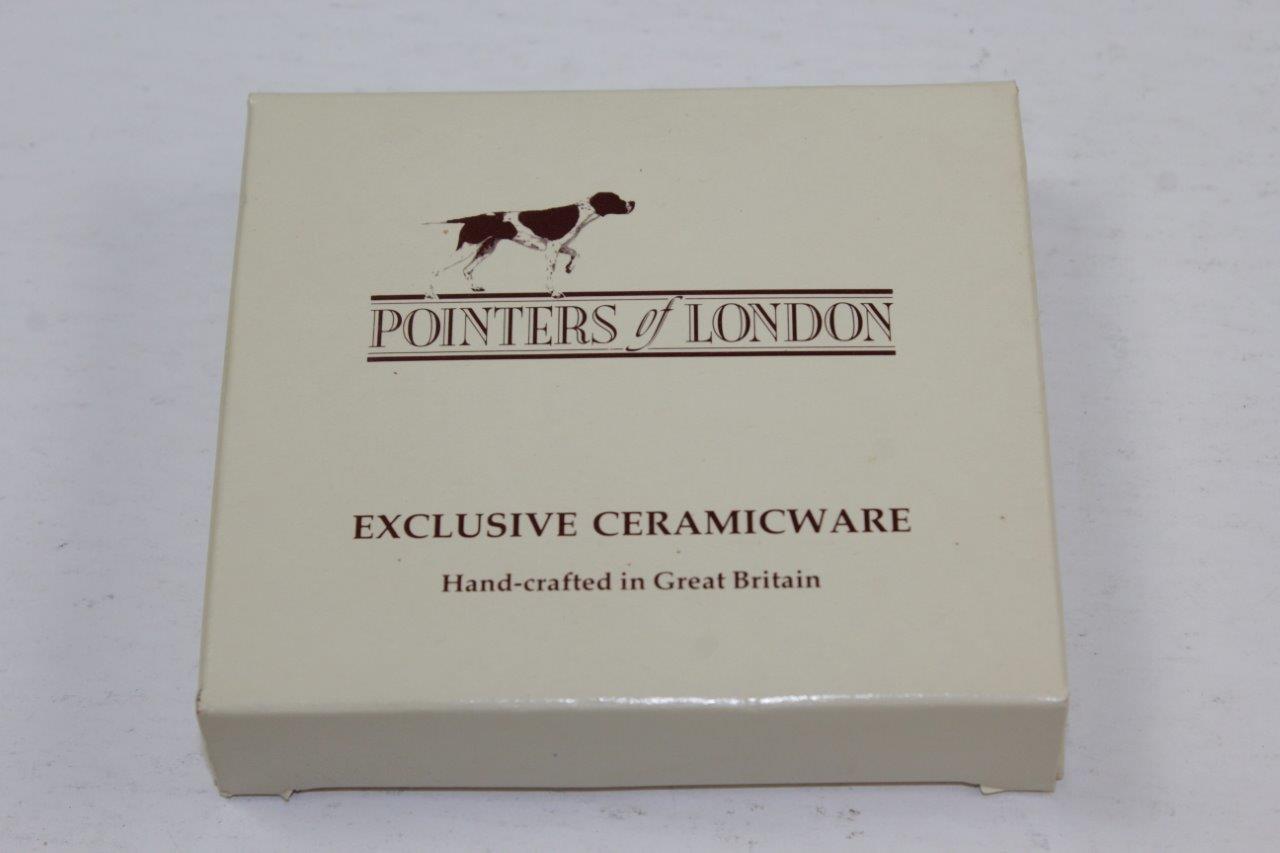 POINTERS of LONDON
EXCLUSIVE CERAMICWARE
Hand-crafted in Great Britain